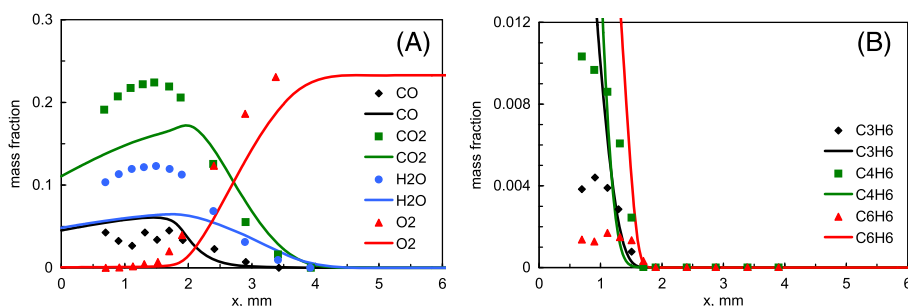 (A)
0.3
0.2
0.1
0
mass fraction
CO
CO
CO2
CO2
H2O
H2O
O2
O2
0 1 2 3 4 5 6
x. mm
(B)
0.012
0.008
0.004
0
mass fraction
C3H6
C3H6
C4H6
C4H6
C6H6
C6H6
0 1 2 3 4 5 6
x. mm